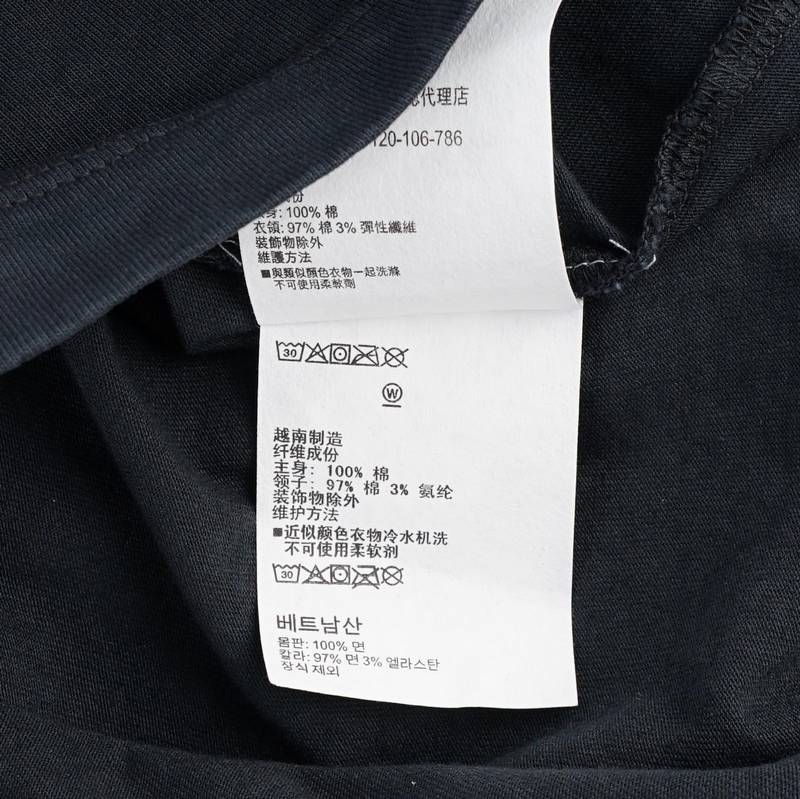 代理店
120-106-786
成份
身: 100% 棉
衣領: 97% 棉 3% 彈性纖維
裝飾物除外
維護方法
■與類似顏色衣物一起洗滌
不可使用柔軟劑
30
W
越南制造
纤维成份
主身: 100% 棉
领子: 97% 棉 3% 氨纶
装饰物除外
维护方法
■近似颜色衣物冷水机洗
不可使用柔软剂
30
베트남산
몸판: 100% 면
칼라: 97% 면 3% 엘라스탄
장식 제외